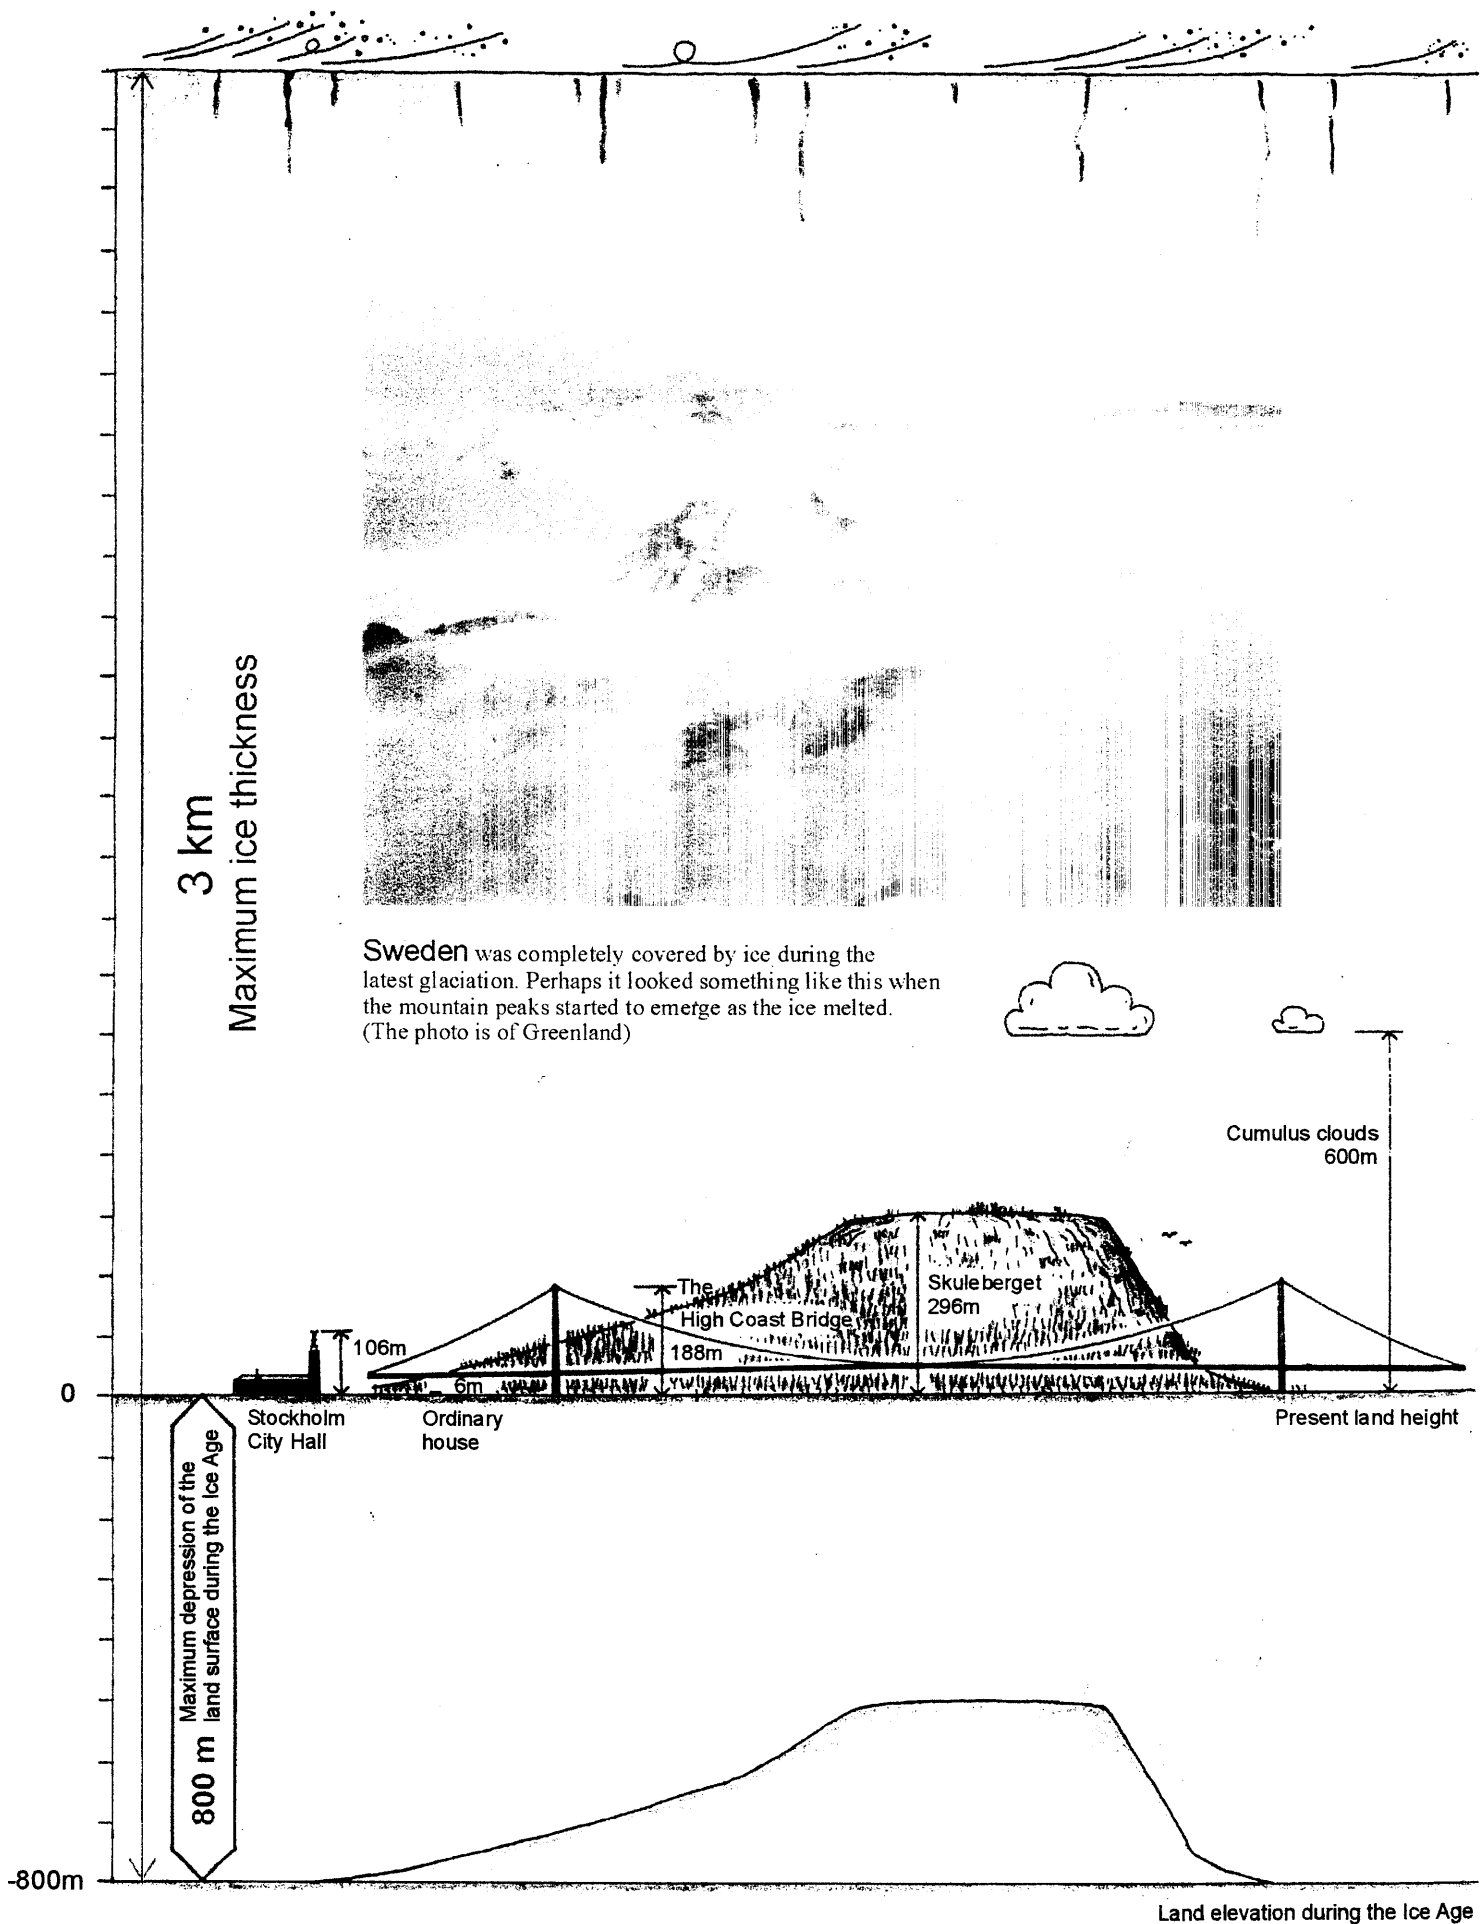 3 km
Maximum ice thickness
Sweden was completely covered by ice during the
latest glaciation. Perhaps it looked something like this when
the mountain peaks started to emerge as the ice melted.
(The photo is of Greenland)
Cumulus clouds
600m
The
High Coast Bridge
188m
Skuleberget
296m
106m
6m
0
Stockholm
City Hall
Ordinary
house
Present land height
800 m
Maximum depression of the
land surface during the Ice Age
-800m
Land elevation during the Ice Age